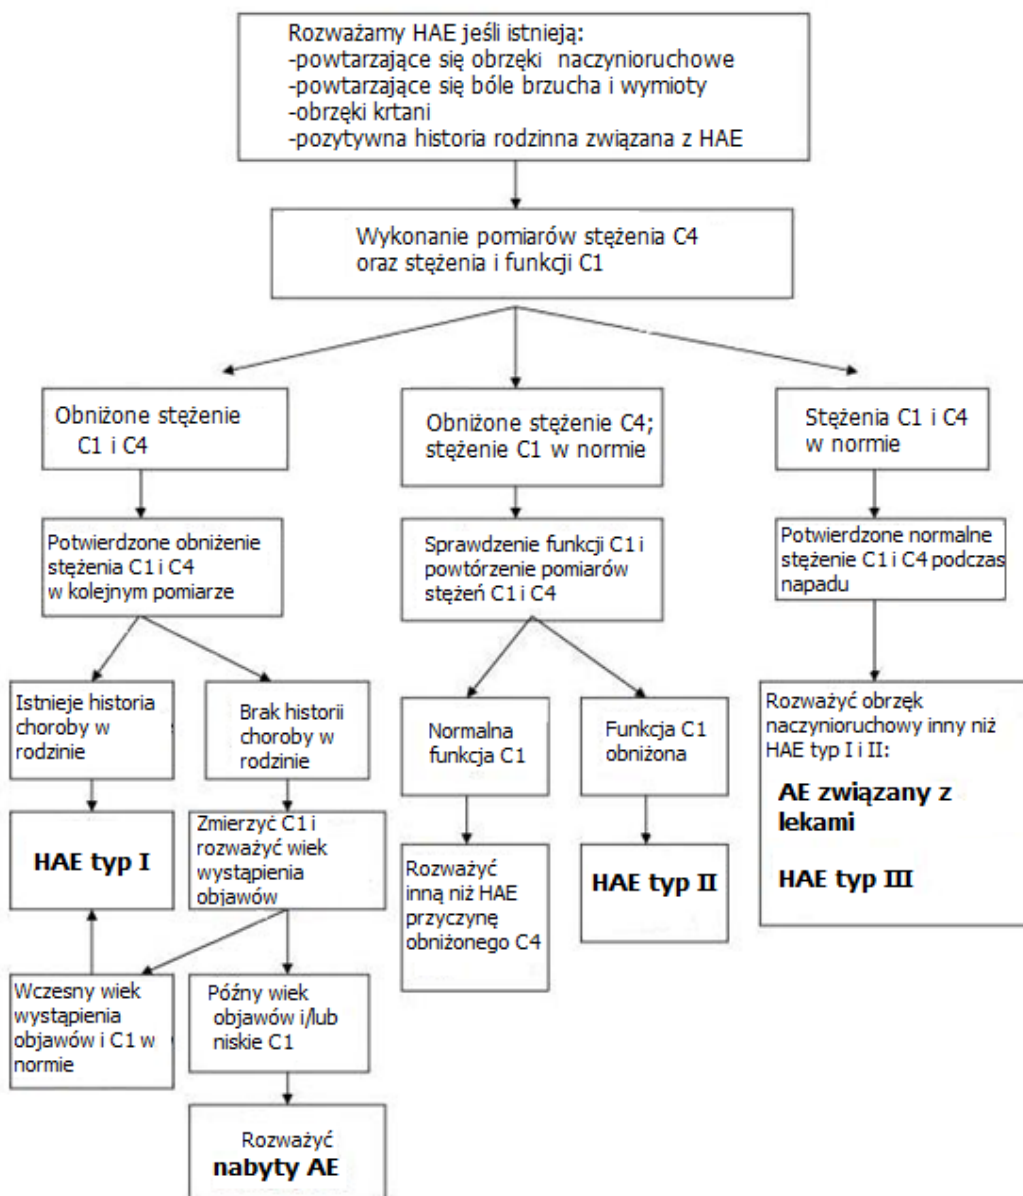 Rozważamy HAE jeśli istnieją:
-powtarzające się obrzęki naczynioruchowe
-powtarzające się bóle brzucha i wymioty
-obrzęki krtani
-pozytywna historia rodzinna związana z HAE
Wykonanie pomiarów stężenia C4
oraz stężenia i funkcji C1
Obniżone stężenie
C1 i C4
Obniżone stężenie C4;
stężenie C1 w normie
Stężenia C1 i C4
w normie
Potwierdzone obniżenie
stężenia C1 i C4
w kolejnym pomiarze
Sprawdzenie funkcji C1 i
powtórzenie pomiarów
stężeń C1 i C4
Potwierdzone normalne
stężenie C1 i C4 podczas
napadu
Istnieje historia
choroby w
rodzinie
Brak historii
choroby w
rodzinie
Normalna
funkcja C1
Funkcja C1
obniżona
Rozważyć obrzęk
naczynioruchowy inny niż
HAE typ I i II:
AE związany z
lekami
HAE typ III
HAE typ I
Zmierzyć C1 i
rozważyć wiek
wystąpienia
objawów
Rozważyć
inną niż HAE
przyczynę
obniżonego C4
HAE typ II
Wczesny wiek
wystąpienia
objawów i C1 w
normie
Późny wiek
objawów i/lub
niskie C1
Rozważyć
nabyty AE